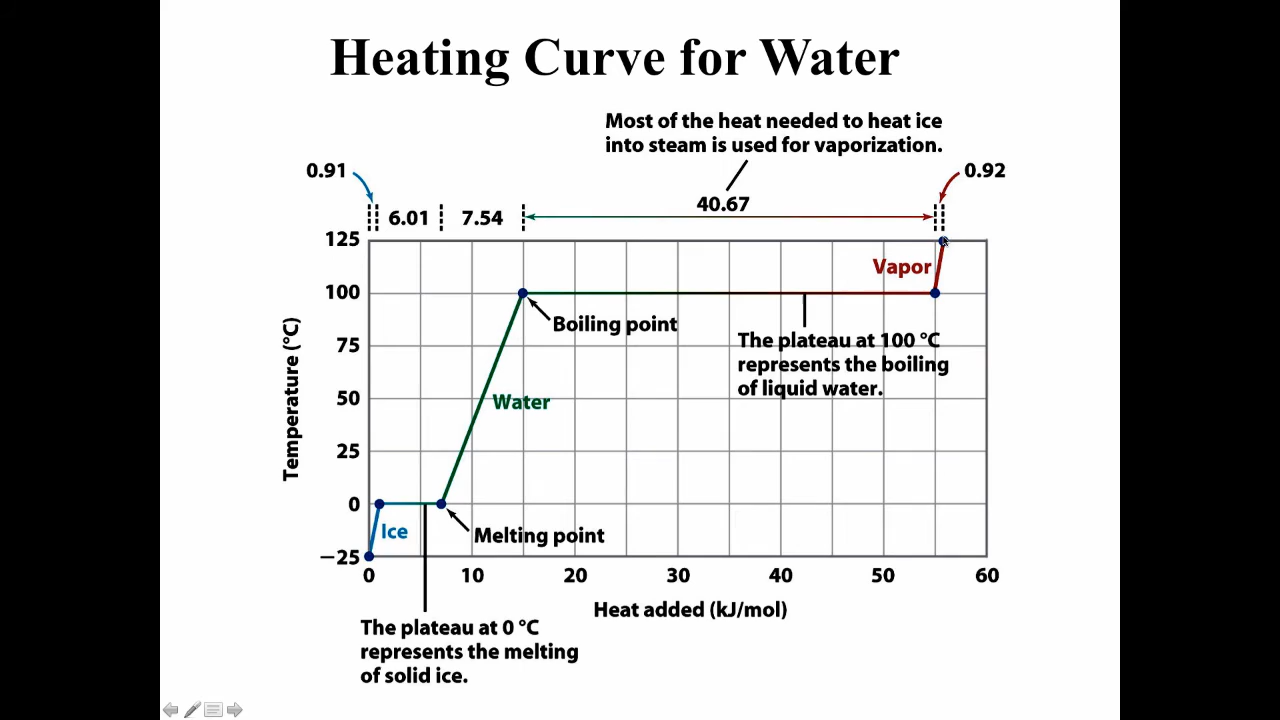 Heating Curve for Water
Most of the heat needed to heat ice
into steam is used for vaporization.
0.91
0.92
6.01
7.54
40.67
125
100
75
50
25
0
−25
Temperature (°C)
Vapor
Boiling point
The plateau at 100 °C
represents the boiling
of liquid water.
Water
Ice
Melting point
0
10
20
30
40
50
60
Heat added (kJ/mol)
The plateau at 0 °C
represents the melting
of solid ice.